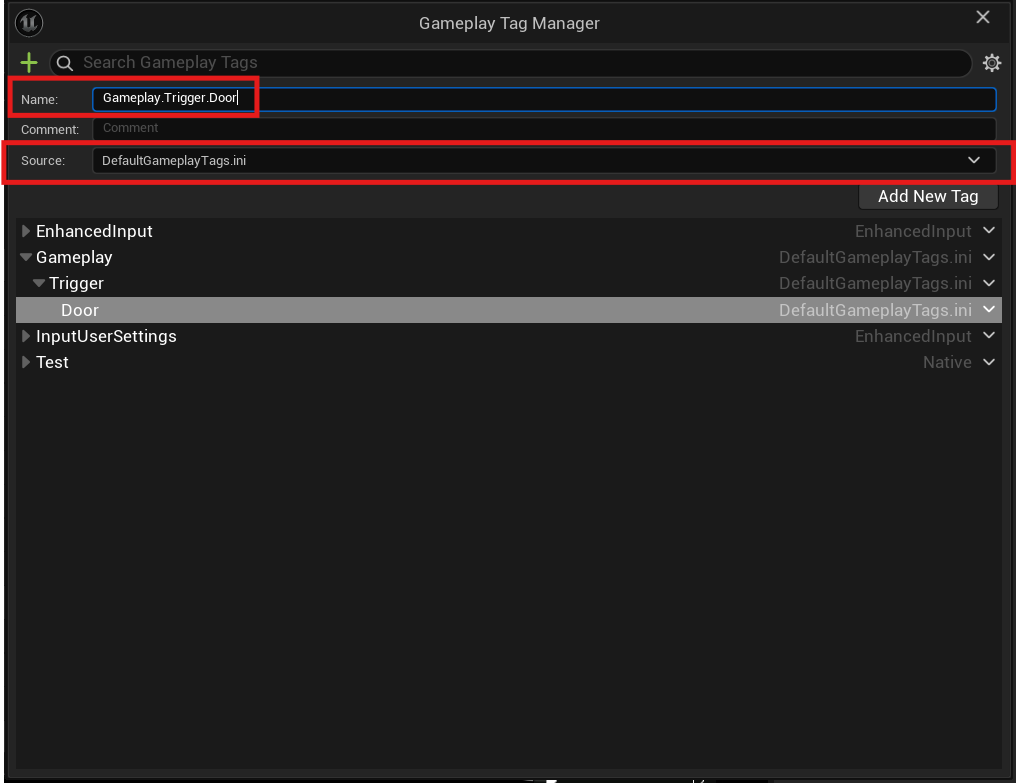 Gameplay Tag Manager
Search Gameplay Tags
Name: Gameplay.Trigger.Door
Comment: Comment
Source: DefaultGameplayTags.ini
Add New Tag
EnhancedInput EnhancedInput
Gameplay DefaultGameplayTags.ini
Trigger DefaultGameplayTags.ini
Door DefaultGameplayTags.ini
InputUserSettings EnhancedInput
Test Native